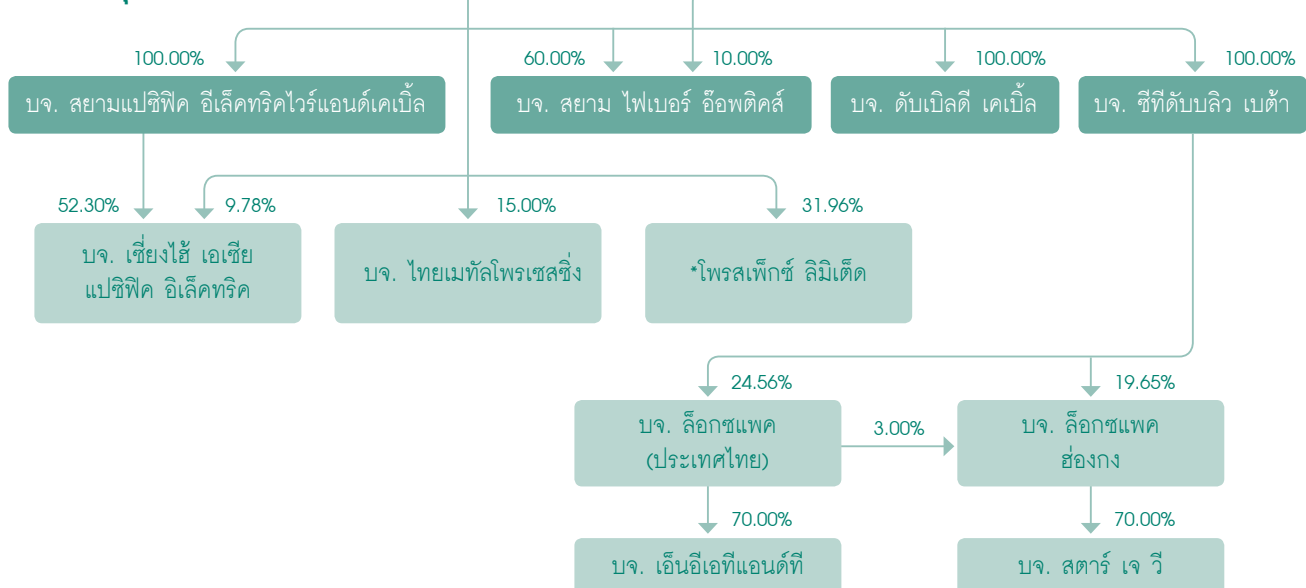 100.00%
60.00%
10.00%
100.00%
100.00%
บจ. สยามแปซิฟิค อีเล็คทริคไวร์แอนด์เคเบิ้ล
บจ. สยาม ไฟเบอร์ อ๊อพติคส์
บจ. ดับเบิลดี เคเบิ้ล
บจ. ซีทีดับบลิว เบต้า
52.30%
9.78%
15.00%
31.96%
บจ. เซี่ยงไฮ้ เอเซีย
แปซิฟิค อิเล็คทริค
บจ. ไทยเมทัลโพรเซสซิ่ง
*โพรสเพ็กซ์ ลิมิเต็ด
24.56%
19.65%
บจ. ล็อกซแพค
(ประเทศไทย)
3.00%
บจ. ล็อกซแพค
ฮ่องกง
70.00%
70.00%
บจ. เอ็นอีเอทีแอนด์ที
บจ. สตาร์ เจ วี